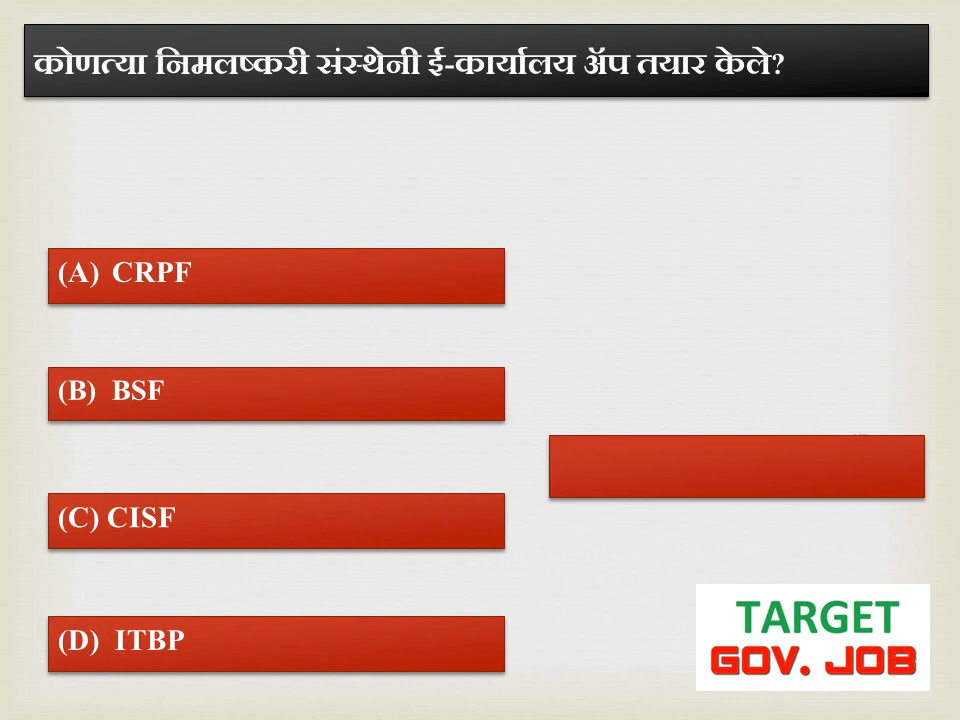 कोणत्या निमलष्करी संस्थेनी ई-कार्यालय ॲप तयार केले?
(A) CRPF
(B) BSF
(C) CISF
(D) ITBP
TARGET
GOV. JOB